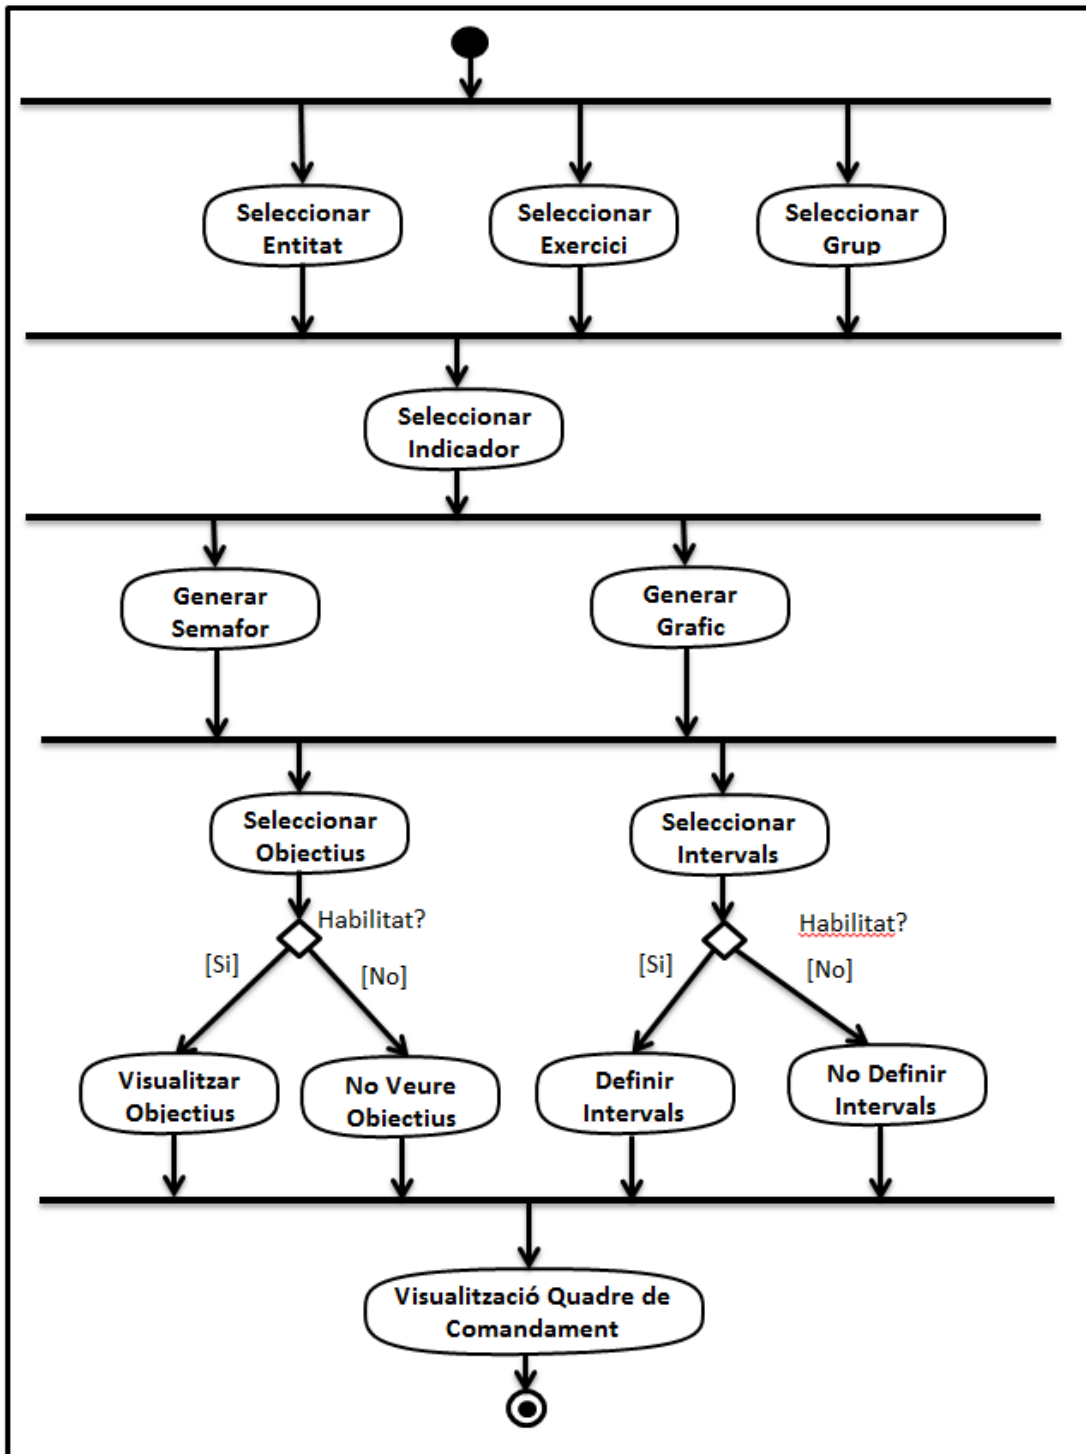 Seleccionar
Entitat
Seleccionar
Exercici
Seleccionar
Grup
Seleccionar
Indicador
Generar
Semafor
Generar
Grafic
Seleccionar
Objectius
Seleccionar
Intervals
Habilitat?
[Si]
[No]
Habilitat?
[Si]
[No]
Visualitzar
Objectius
No Veure
Objectius
Definir
Intervals
No Definir
Intervals
Visualització Quadre de
Comandament